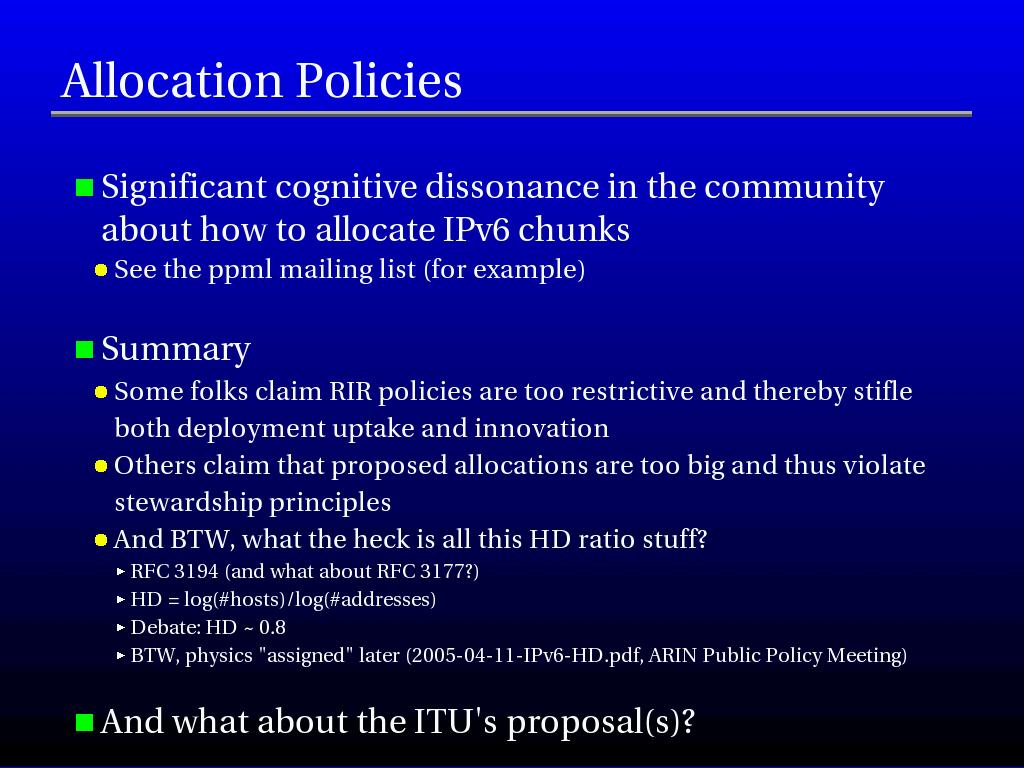 Allocation Policies
Significant cognitive dissonance in the community
about how to allocate IPv6 chunks
See the ppml mailing list (for example)
Summary
Some folks claim RIR policies are too restrictive and thereby stifle
both deployment uptake and innovation
Others claim that proposed allocations are too big and thus violate
stewardship principles
And BTW, what the heck is all this HD ratio stuff?
RFC 3194 (and what about RFC 3177?)
HD = log(#hosts)/log(#addresses)
Debate: HD ~ 0.8
BTW, physics "assigned" later (2005-04-11-IPv6-HD.pdf, ARIN Public Policy Meeting)
And what about the ITU's proposal(s)?